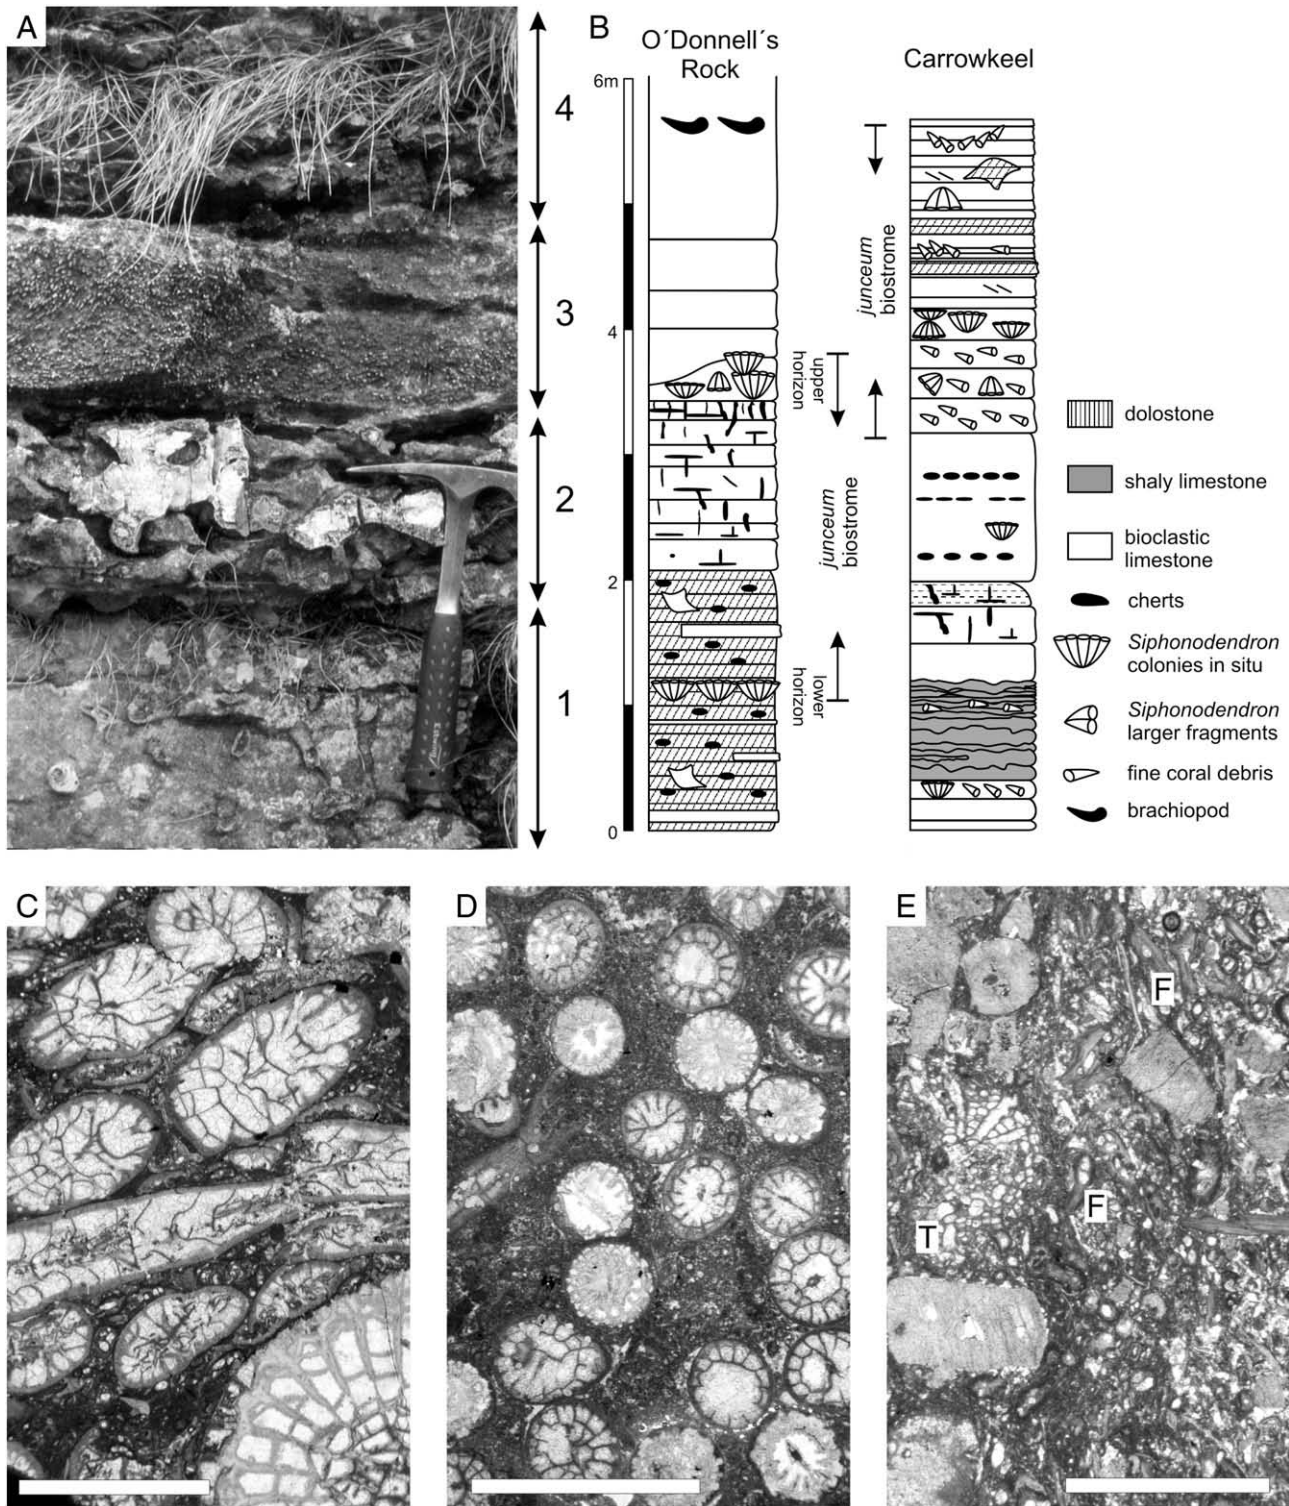 A
4
3
2
1
B
O´Donnell´s
Rock
Carrowkeel
6m
4
2
0
upper
horizon
lower
horizon
junceum
biostrome
junceum
biostrome
dolostone
shaly limestone
bioclastic
limestone
cherts
Siphonodendron
colonies in situ
Siphonodendron
larger fragments
fine coral debris
brachiopod
C
D
E
F
F
T